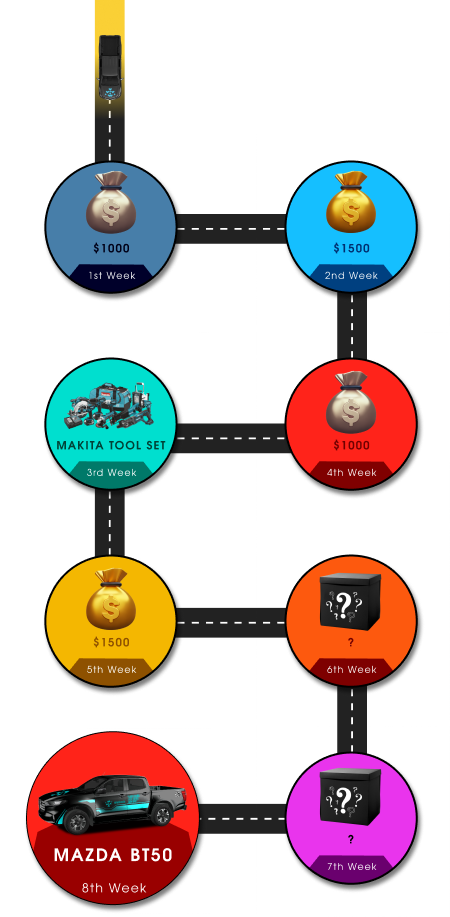 $1000
1st Week
$1500
2nd Week
MAKITA TOOL SET
3rd Week
$1000
4th Week
$1500
5th Week
?
6th Week
MAZDA BT50
8th Week
?
7th Week